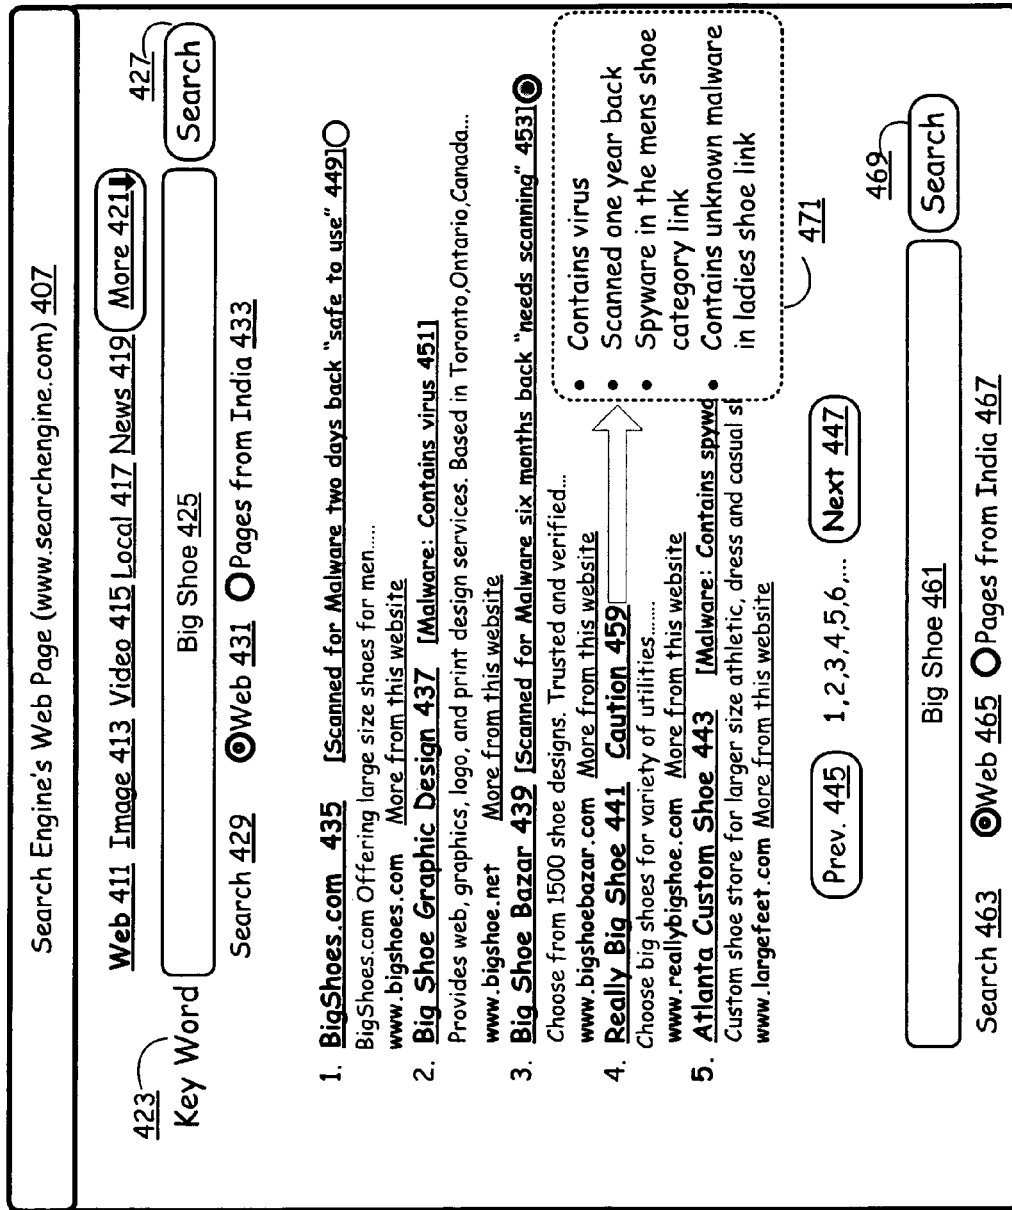 Search Engine's Web Page (www.searchengine.com) 407
Web 411 Image 413 Video 415 Local 417 News 419 More 421
423
Key Word
Big Shoe 425
427
Search
Search 429 Web 431 Pages from India 433
1. BigShoes.com 435 [Scanned for Malware two days back "safe to use" 449]
BigShoes.com Offering large size shoes for men....
www.bigshoes.com More from this website
2. Big Shoe Graphic Design 437 [Malware: Contains virus 451]
Provides web, graphics, logo, and print design services. Based in Toronto,Ontario,Canada...
www.bigshoe.net More from this website
3. Big Shoe Bazar 439 [Scanned for Malware six months back "needs scanning" 453]
Choose from 1500 shoe designs. Trusted and verified...
www.bigshoebazar.com More from this website
4. Really Big Shoe 441 Caution 459
Choose big shoes for variety of utilities......
www.reallybigshoe.com More from this website
5. Atlanta Custom Shoe 443 [Malware: Contains spywa
Custom shoe store for larger size athletic, dress and casual sh
www.largefeet.com More from this website
• Contains virus
• Scanned one year back
• Spyware in the mens shoe
category link
• Contains unknown malware
in ladies shoe link
471
Prev. 445 1,2,3,4,5,6,... Next 447
Big Shoe 461
469
Search
Search 463 Web 465 Pages from India 467